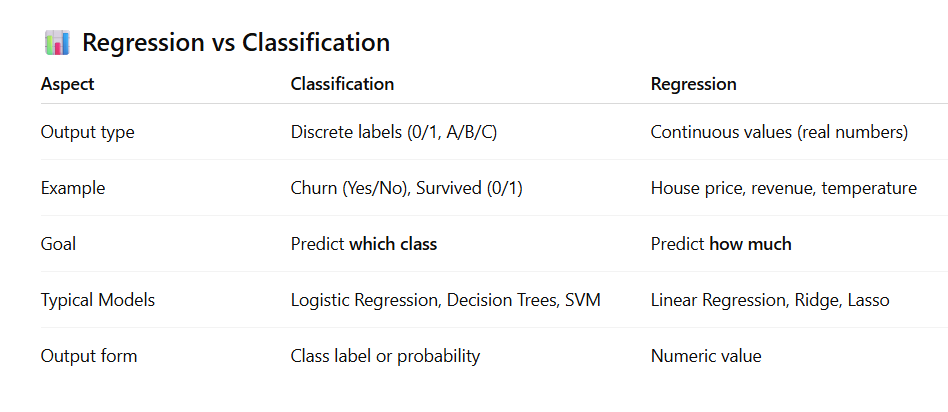 Regression vs Classification
Aspect Classification Regression
Output type Discrete labels (0/1, A/B/C) Continuous values (real numbers)
Example Churn (Yes/No), Survived (0/1) House price, revenue, temperature
Goal Predict which class Predict how much
Typical Models Logistic Regression, Decision Trees, SVM Linear Regression, Ridge, Lasso
Output form Class label or probability Numeric value